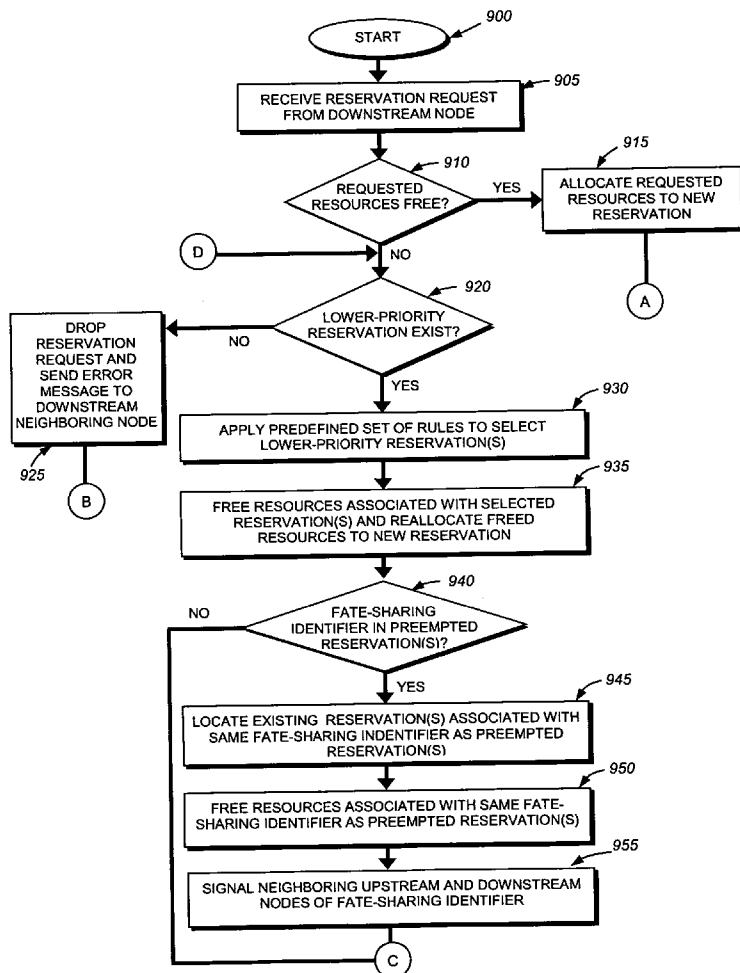 START
900
905
RECEIVE RESERVATION REQUEST
FROM DOWNSTREAM NODE
910
REQUESTED
RESOURCES FREE?
YES
915
ALLOCATE REQUESTED
RESOURCES TO NEW
RESERVATION
D
NO
A
920
LOWER-PRIORITY
RESERVATION EXIST?
NO
DROP
RESERVATION
REQUEST AND
SEND ERROR
MESSAGE TO
DOWNSTREAM
NEIGHBORING NODE
925
B
YES
930
APPLY PREDEFINED SET OF RULES TO SELECT
LOWER-PRIORITY RESERVATION(S)
935
FREE RESOURCES ASSOCIATED WITH SELECTED
RESERVATION(S) AND REALLOCATE FREED
RESOURCES TO NEW RESERVATION
940
NO
FATE-SHARING
IDENTIFIER IN PREEMPTED
RESERVATION(S)?
YES
945
LOCATE EXISTING RESERVATION(S) ASSOCIATED WITH
SAME FATE-SHARING INDENTIFIER AS PREEMPTED
RESERVATION(S)
950
FREE RESOURCES ASSOCIATED WITH SAME FATE-
SHARING IDENTIFIER AS PREEMPTED RESERVATION(S)
955
SIGNAL NEIGHBORING UPSTREAM AND DOWNSTREAM
NODES OF FATE-SHARING IDENTIFIER
C